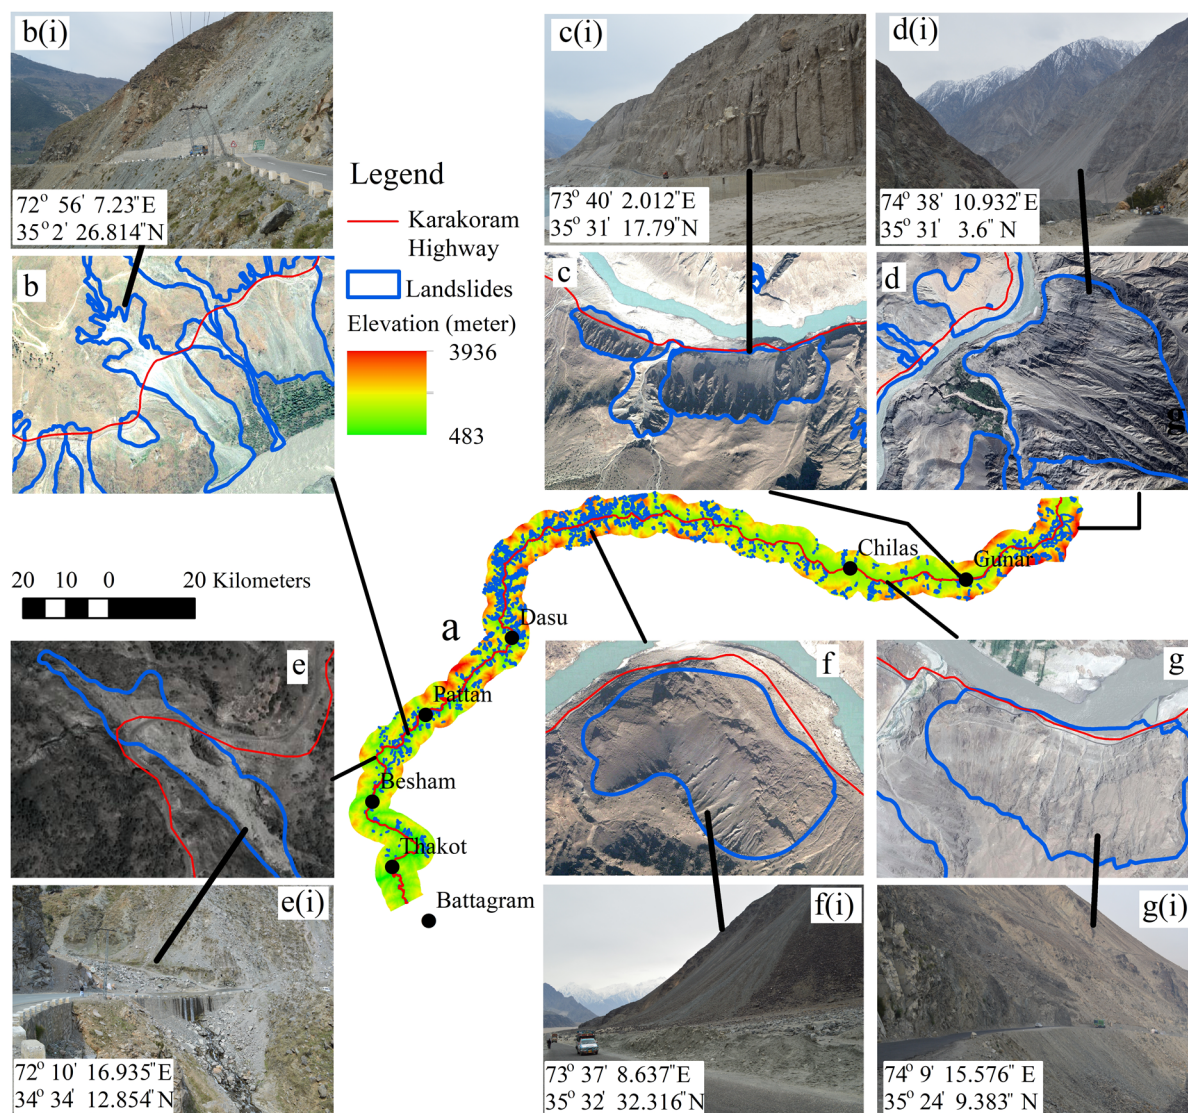 b(i)
72° 56' 7.23"E
35° 2' 26.814"N
c(i)
73° 40' 2.012"E
35° 31' 17.79" N
d(i)
74° 38' 10.932"E
35° 31' 3.6" N
Legend
Karakoram
Highway
Landslides
Elevation (meter)
3936
483
b
c
d
g
20 10 0 20 Kilometers
a
Chilas
Gunar
Dasu
Pattan
Besham
Thakot
Battagram
e
f
g
e(i)
72° 10' 16.935"E
34° 34' 12.854"N
f(i)
73° 37' 8.637"E
35° 32' 32.316"N
g(i)
74° 9' 15.576" E
35° 24' 9.383" N